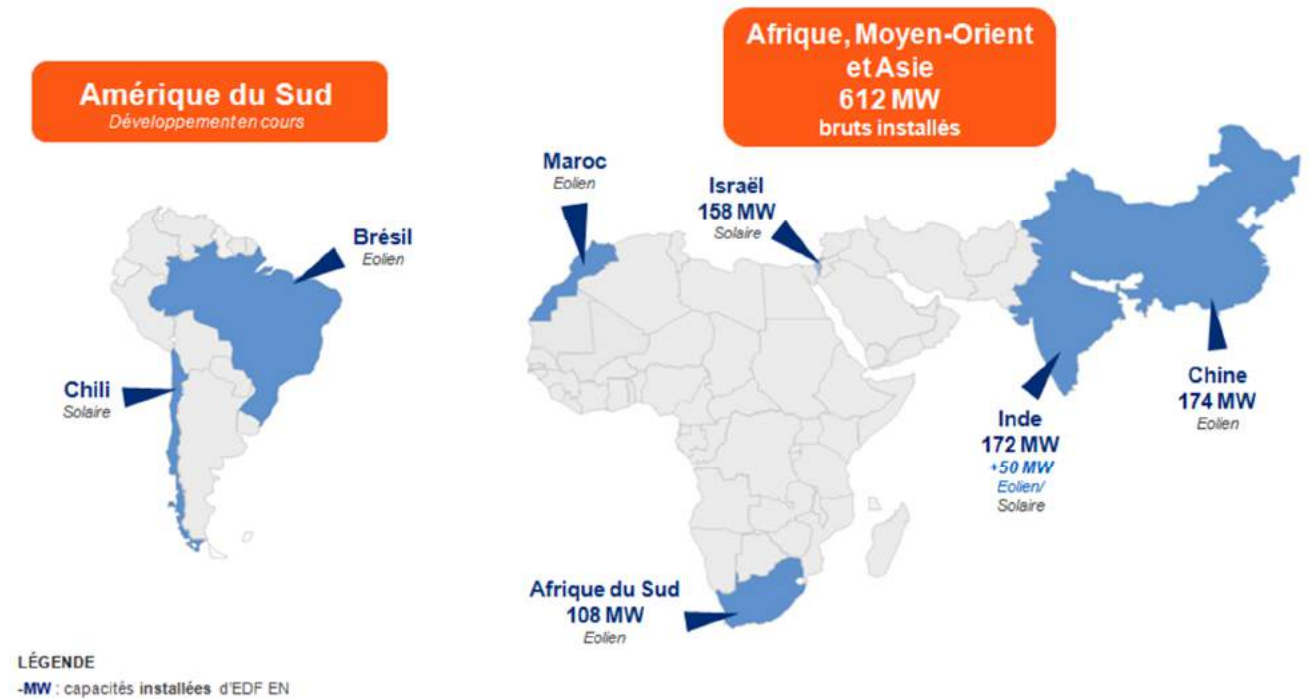 Amérique du Sud
Développement en cours
Afrique, Moyen-Orient
et Asie
612 MW
bruts installés
Maroc
Eolien
Israël
158 MW
Solaire
Brésil
Eolien
Chili
Solaire
Chine
174 MW
Eolien
Inde
172 MW
+50 MW
Eolien/
Solaire
Afrique du Sud
108 MW
Eolien
LÉGENDE
-MW : capacités installées d'EDF EN